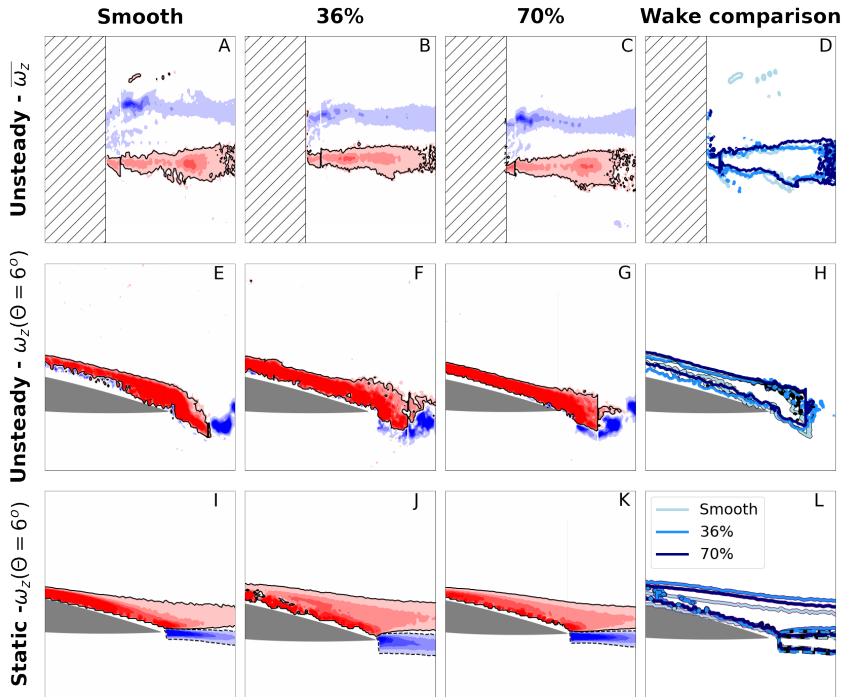 Smooth 36% 70% Wake comparison
Unsteady - $\overline{\omega_z}$
A B C D
Unsteady - $\omega_z(\Theta = 6^o)$
E F G H
Static -$\omega_z(\Theta = 6^o)$
I J K L
Smooth
36%
70%